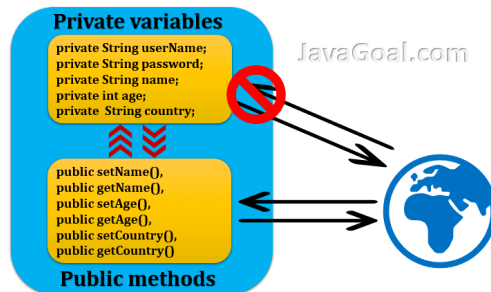 Private variables
private String userName;
private String password;
private String name;
private int age;
private String country;
JavaGoal.com
public setName(),
public getName(),
public setAge(),
public getAge(),
public setCountry(),
public getCountry()
Public methods